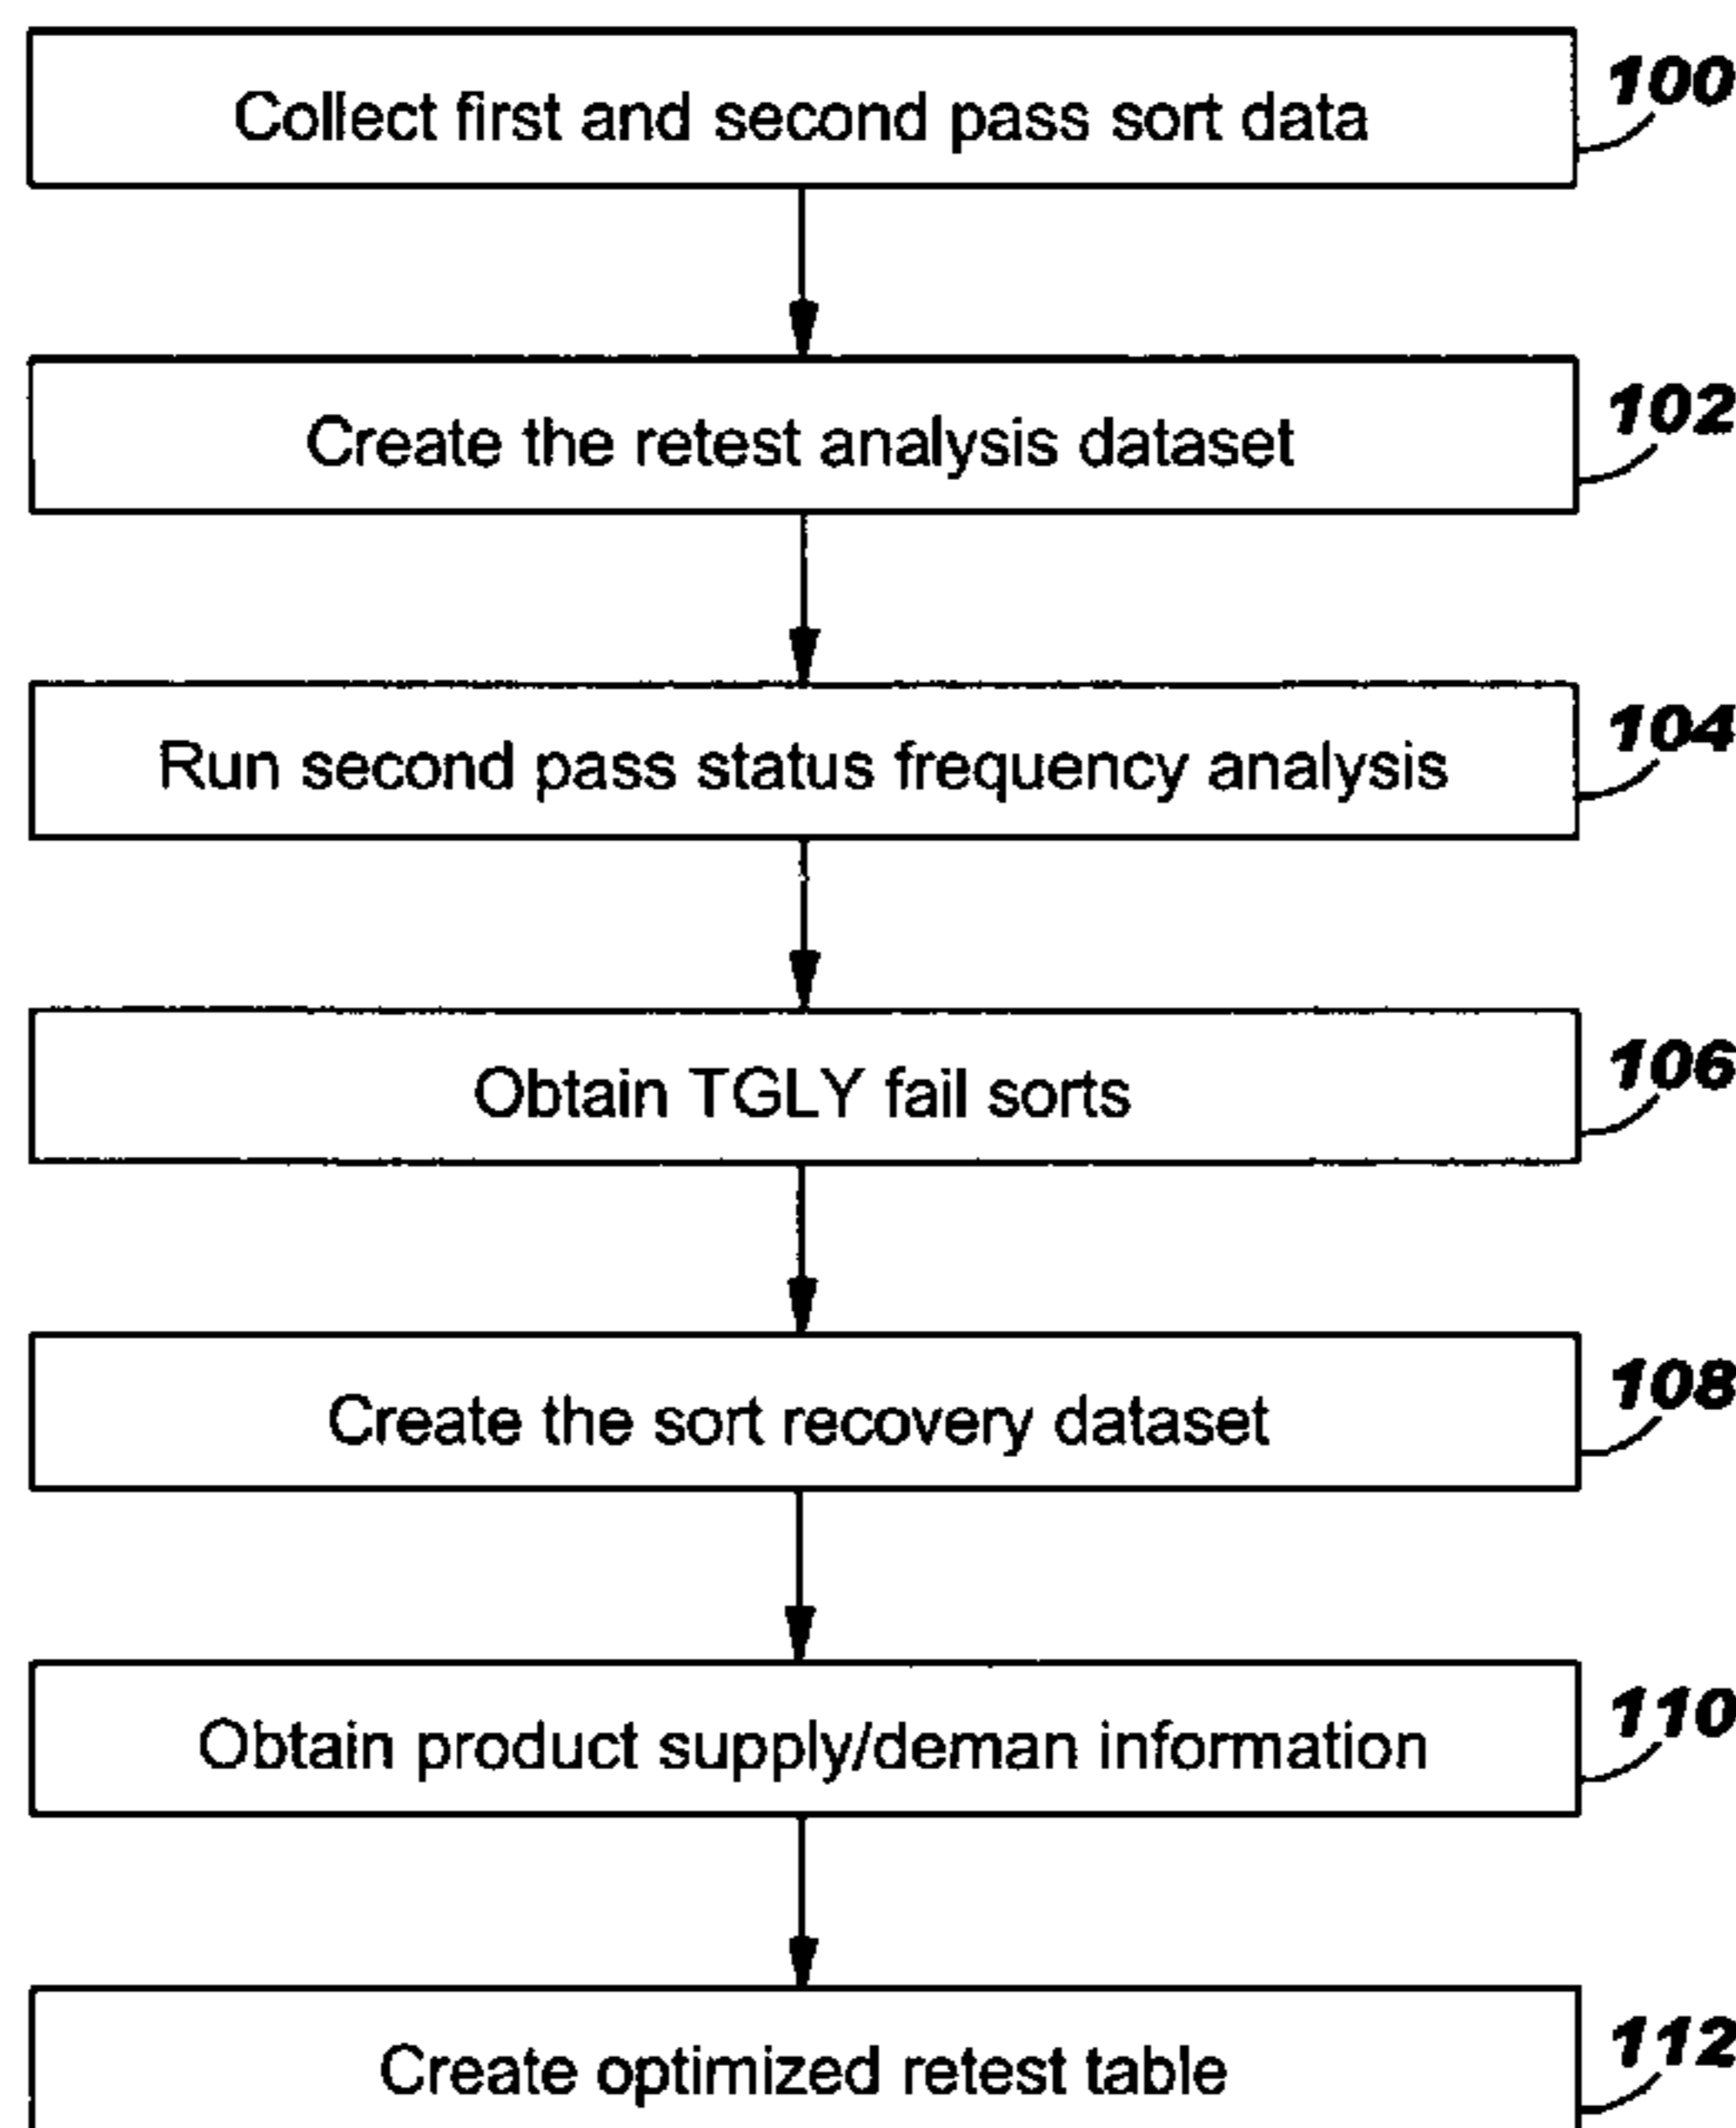 Collect first and second pass sort data
100
Create the retest analysis dataset
102
Run second pass status frequency analysis
104
Obtain TGLY fail sorts
106
Create the sort recovery dataset
108
Obtain product supply/deman information
110
Create optimized retest table
112